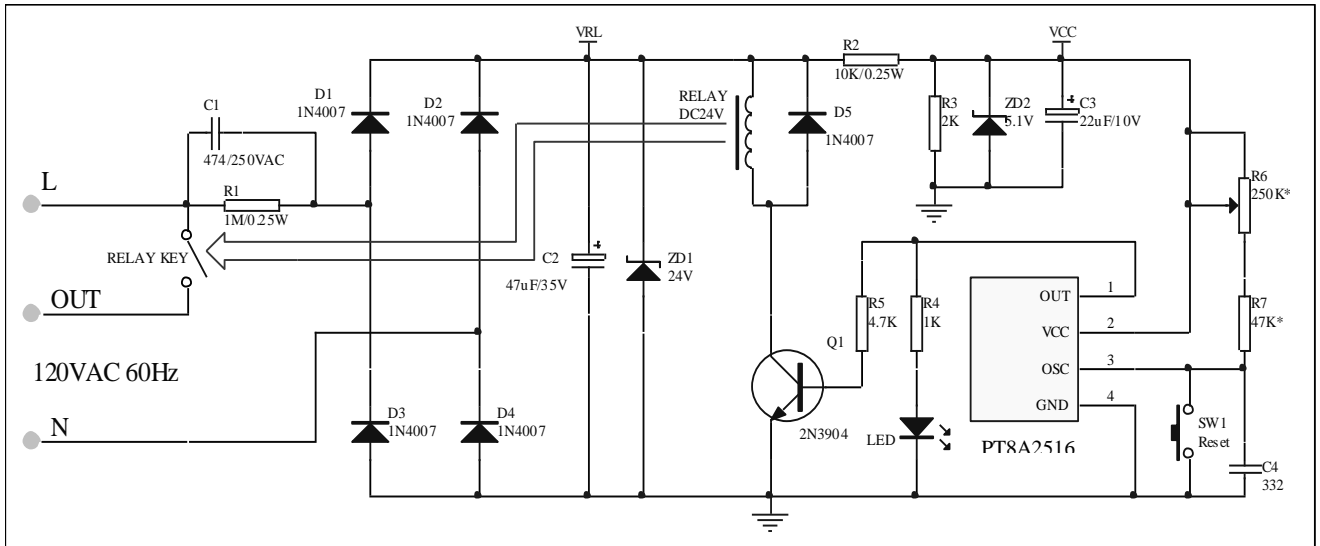 VRL
VCC
R2
10K/0.25W
C1
474/250VAC
D1
1N4007
D2
1N4007
RELAY
DC24V
D5
1N4007
R3
2K
ZD2
5.1V
C3
22uF/10V
L
R1
1M/0.25W
R6
250K*
RELAY KEY
C2
47uF/35V
ZD1
24V
OUT
R5
4.7K
R4
1K
OUT
1
R7
47K*
VCC
2
Q1
120VAC 60Hz
OSC
3
GND
4
N
D3
1N4007
D4
1N4007
2N3904
LED
PT8A2516
SW1
Reset
C4
332